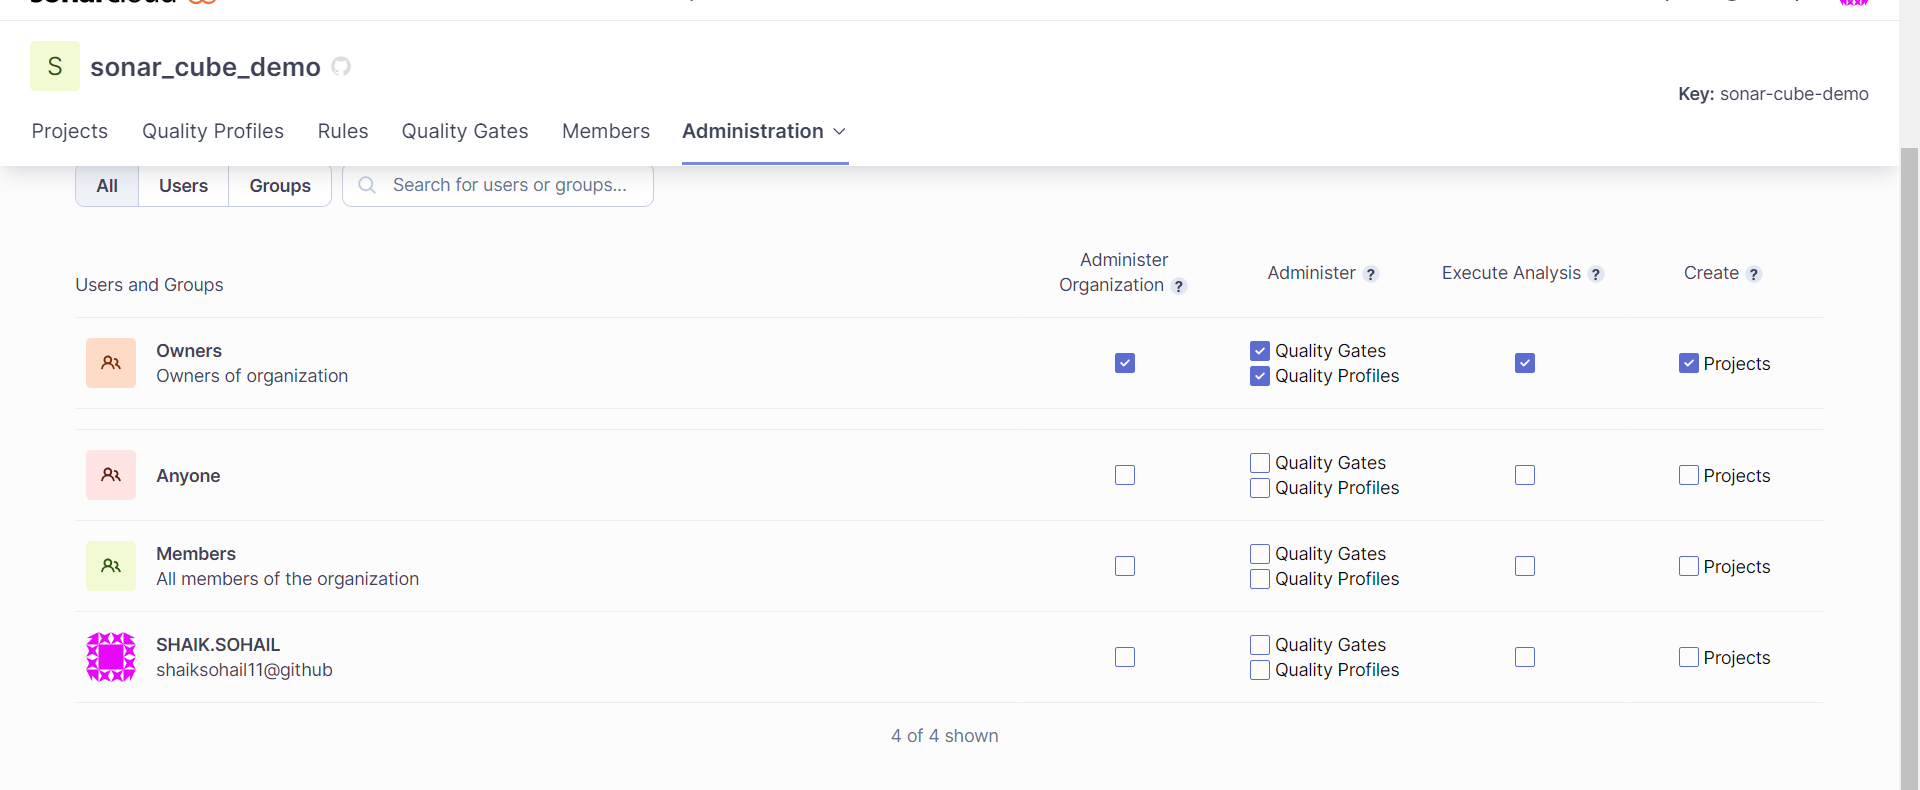 S sonar_cube_demo
Key: sonar-cube-demo
Projects Quality Profiles Rules Quality Gates Members Administration
All Users Groups Search for users or groups...
Users and Groups
Administer
Organization ?
Administer ?
Execute Analysis ?
Create ?
Owners
Owners of organization
Quality Gates
Quality Profiles
Projects
Anyone
Quality Gates
Quality Profiles
Projects
Members
All members of the organization
Quality Gates
Quality Profiles
Projects
SHAIK.SOHAIL
shaiksohail11@github
Quality Gates
Quality Profiles
Projects
4 of 4 shown